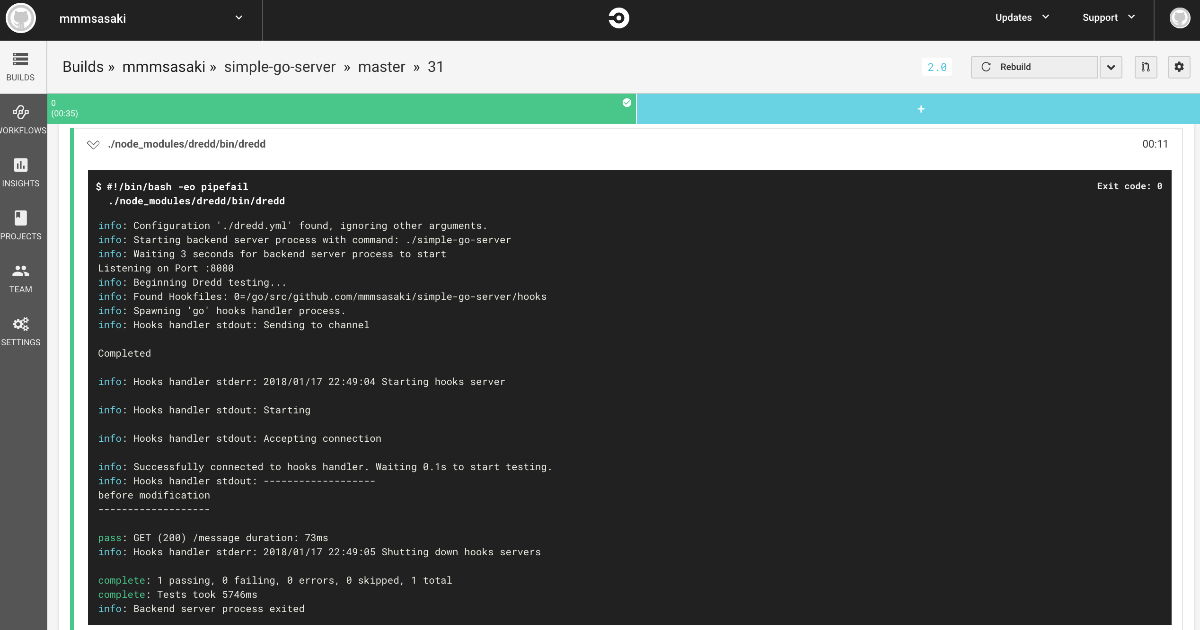 mmmsasaki
Updates
Support
BUILDS
Builds » mmmsasaki » simple-go-server » master » 31
2.0
Rebuild
0
(00:35)
+
WORKFLOWS
INSIGHTS
PROJECTS
TEAM
SETTINGS
./node_modules/dredd/bin/dredd
00:11
$ #!/bin/bash -eo pipefail
./node_modules/dredd/bin/dredd
Exit code: 0
info: Configuration './dredd.yml' found, ignoring other arguments.
info: Starting backend server process with command: ./simple-go-server
info: Waiting 3 seconds for backend server process to start
Listening on Port :8080
info: Beginning Dredd testing...
info: Found Hookfiles: 0=/go/src/github.com/mmmsasaki/simple-go-server/hooks
info: Spawning 'go' hooks handler process.
info: Hooks handler stdout: Sending to channel
Completed
info: Hooks handler stderr: 2018/01/17 22:49:04 Starting hooks server
info: Hooks handler stdout: Starting
info: Hooks handler stdout: Accepting connection
info: Successfully connected to hooks handler. Waiting 0.1s to start testing.
info: Hooks handler stdout: -------------------
before modification
-------------------
pass: GET (200) /message duration: 73ms
info: Hooks handler stderr: 2018/01/17 22:49:05 Shutting down hooks servers
complete: 1 passing, 0 failing, 0 errors, 0 skipped, 1 total
complete: Tests took 5746ms
info: Backend server process exited